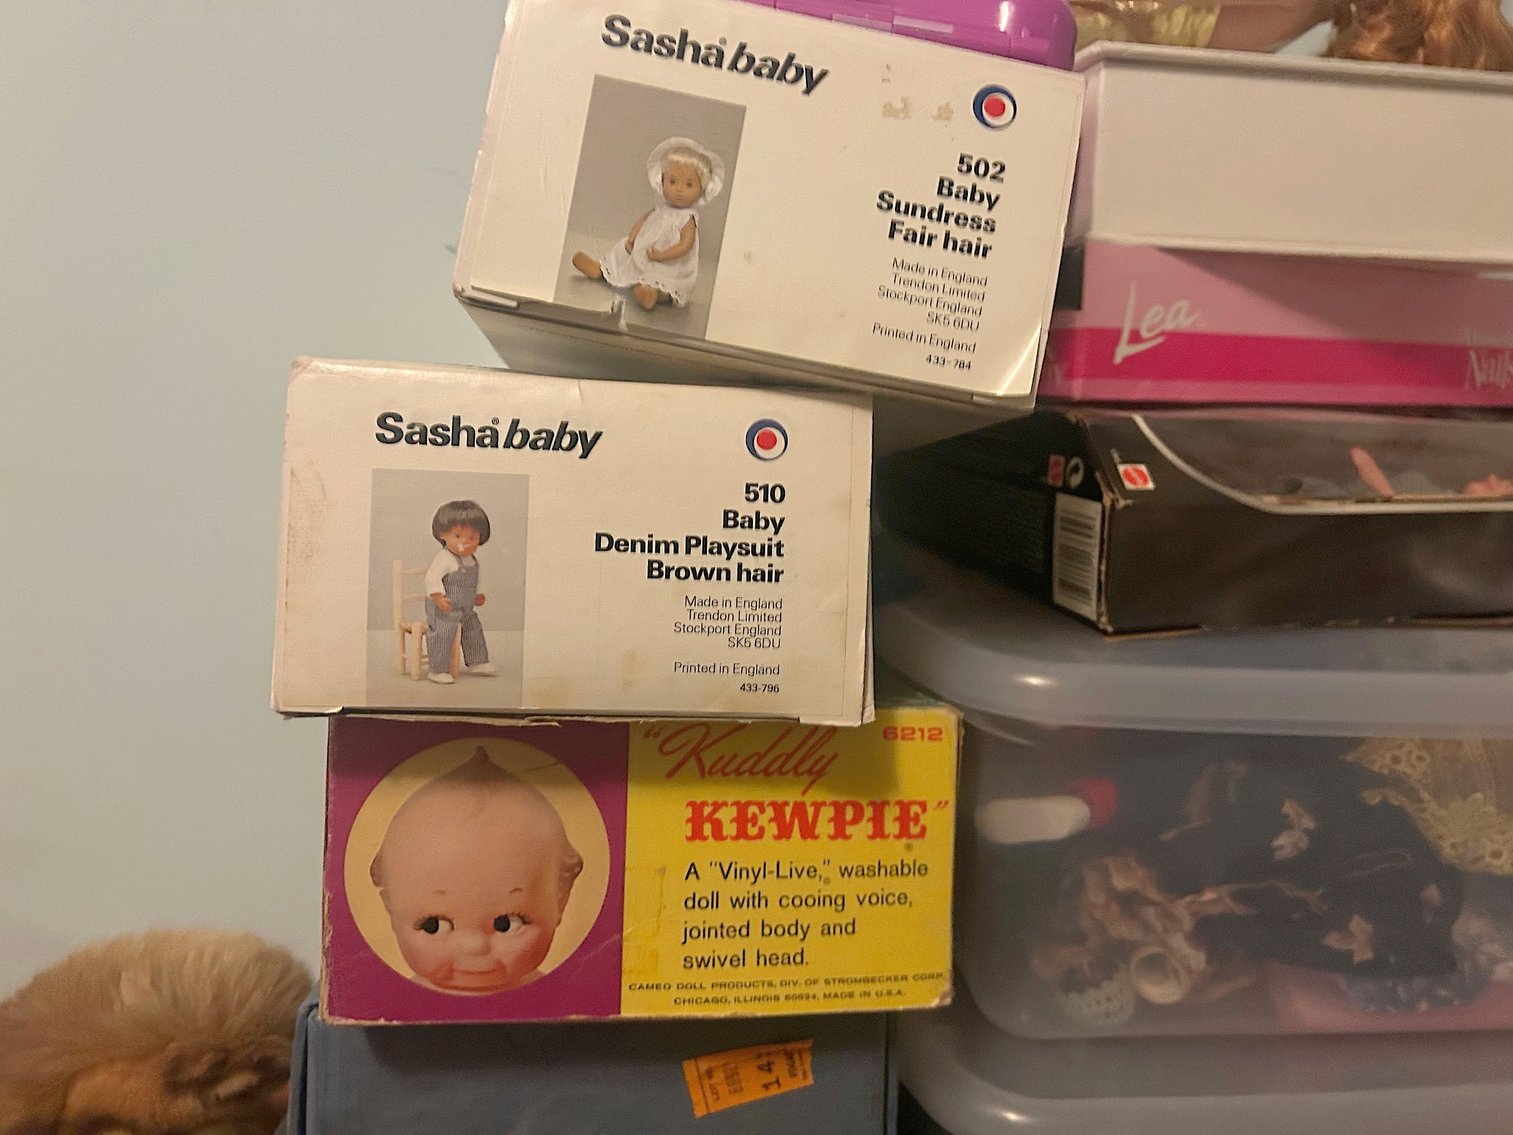 Sasha® baby
502
Baby
Sundress
Fair hair
Made in England
Trendon Limited
Stockport England
SK5 6DU
Printed in England
433-784
Lea
Sasha® baby
510
Baby
Denim Playsuit
Brown hair
Made in England
Trendon Limited
Stockport England
SK5 6DU
Printed in England
433-796
"Kuddly
6212
KEWPIE"
®
A "Vinyl-Live," washable
doll with cooing voice,
jointed body and
swivel head.
CAMEO DOLL PRODUCTS, DIV. OF STROMBECKER CORP.
CHICAGO, ILLINOIS 60624, MADE IN U.S.A.